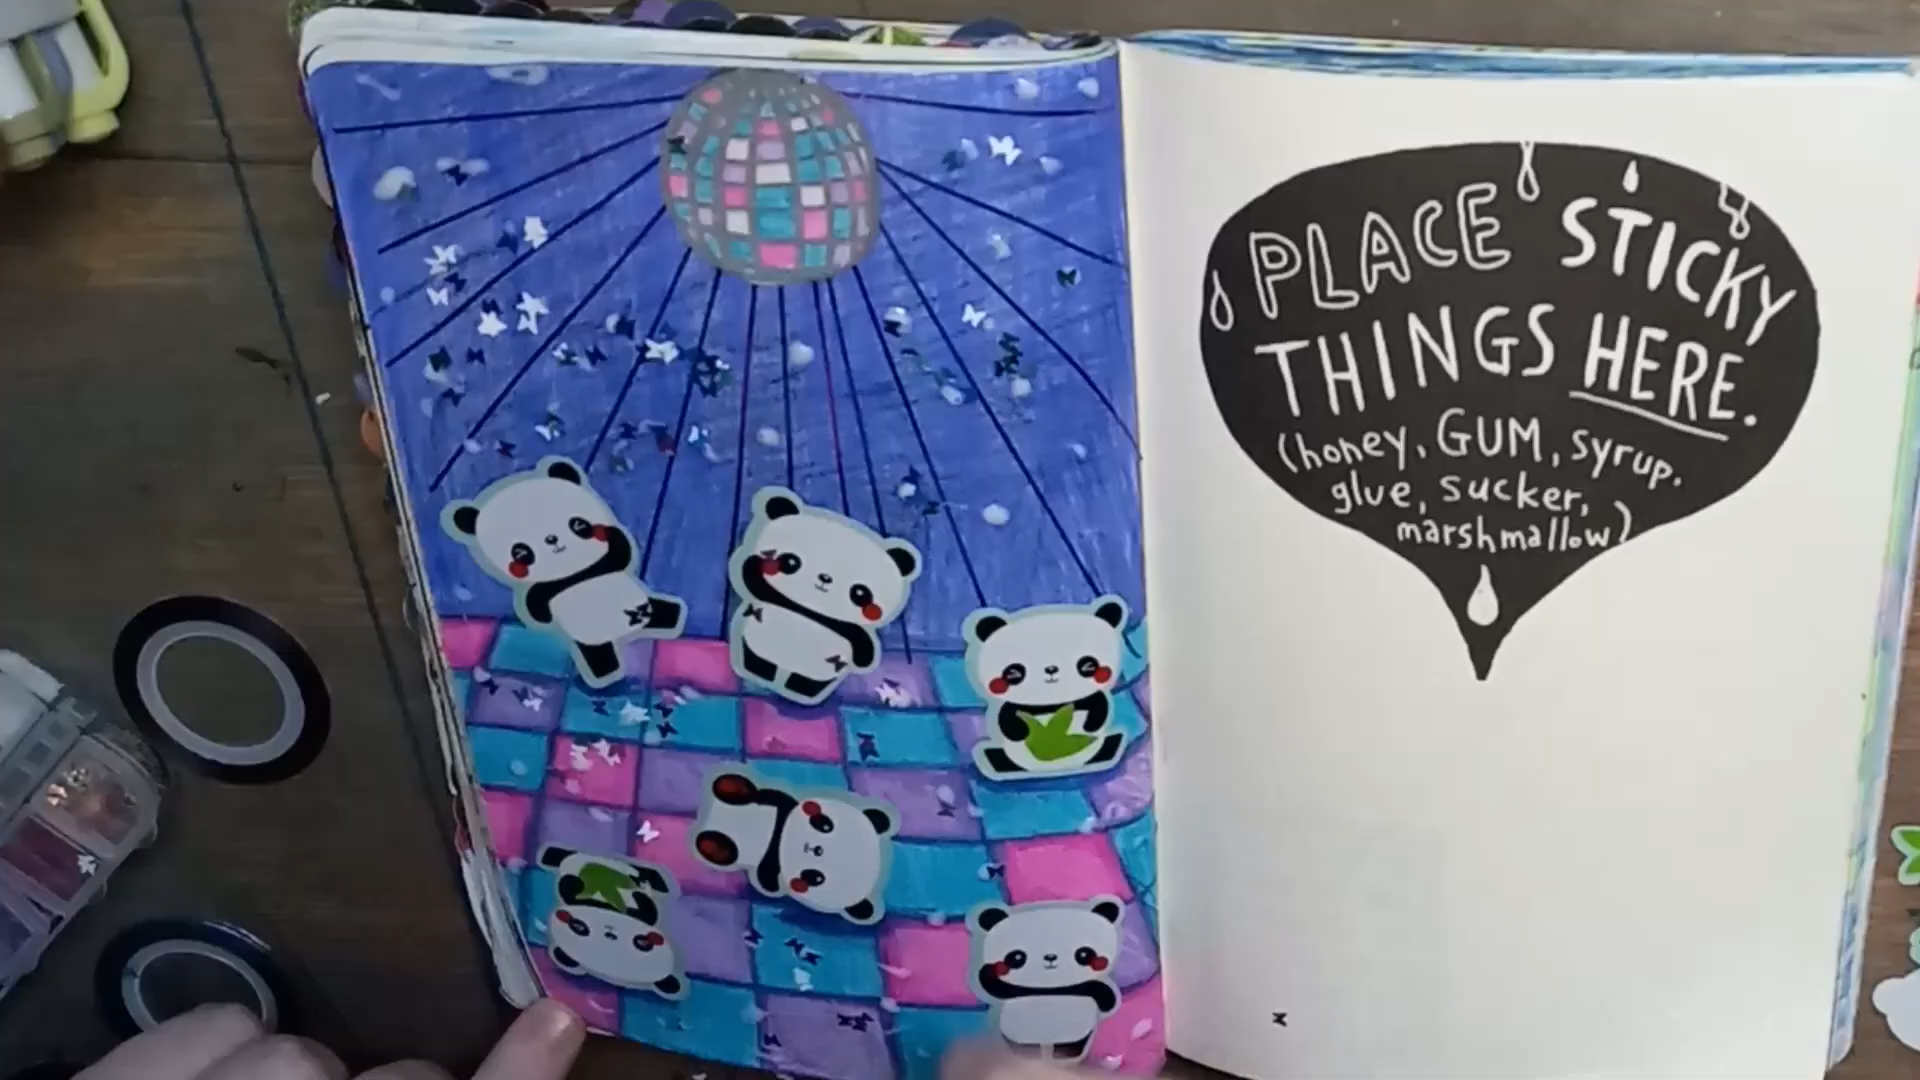 PLACE STICKY
THINGS HERE.
(honey, GUM, syrup,
glue, sucker,
marshmallow)